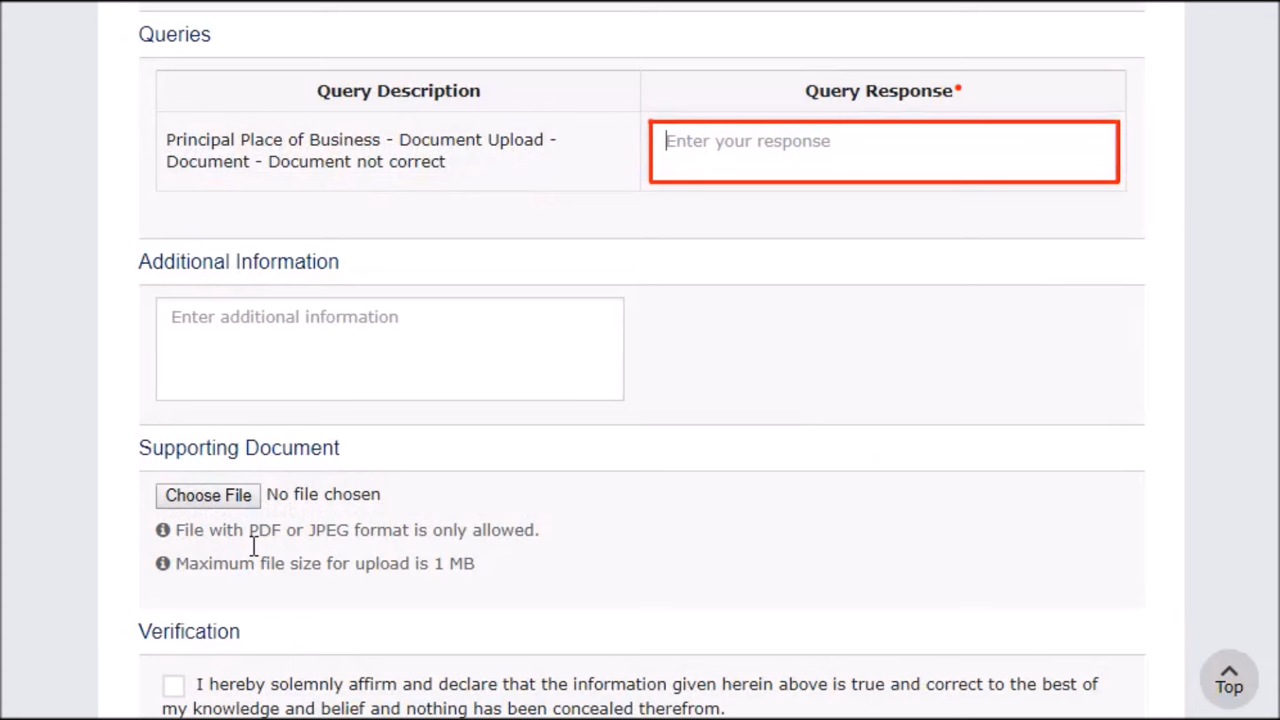 Queries
Query Description
Query Response*
Principal Place of Business - Document Upload -
Document - Document not correct
Enter your response
Additional Information
Enter additional information
Supporting Document
Choose File No file chosen
File with PDF or JPEG format is only allowed.
Maximum file size for upload is 1 MB
Verification
I hereby solemnly affirm and declare that the information given herein above is true and correct to the best of
my knowledge and belief and nothing has been concealed therefrom.
Top